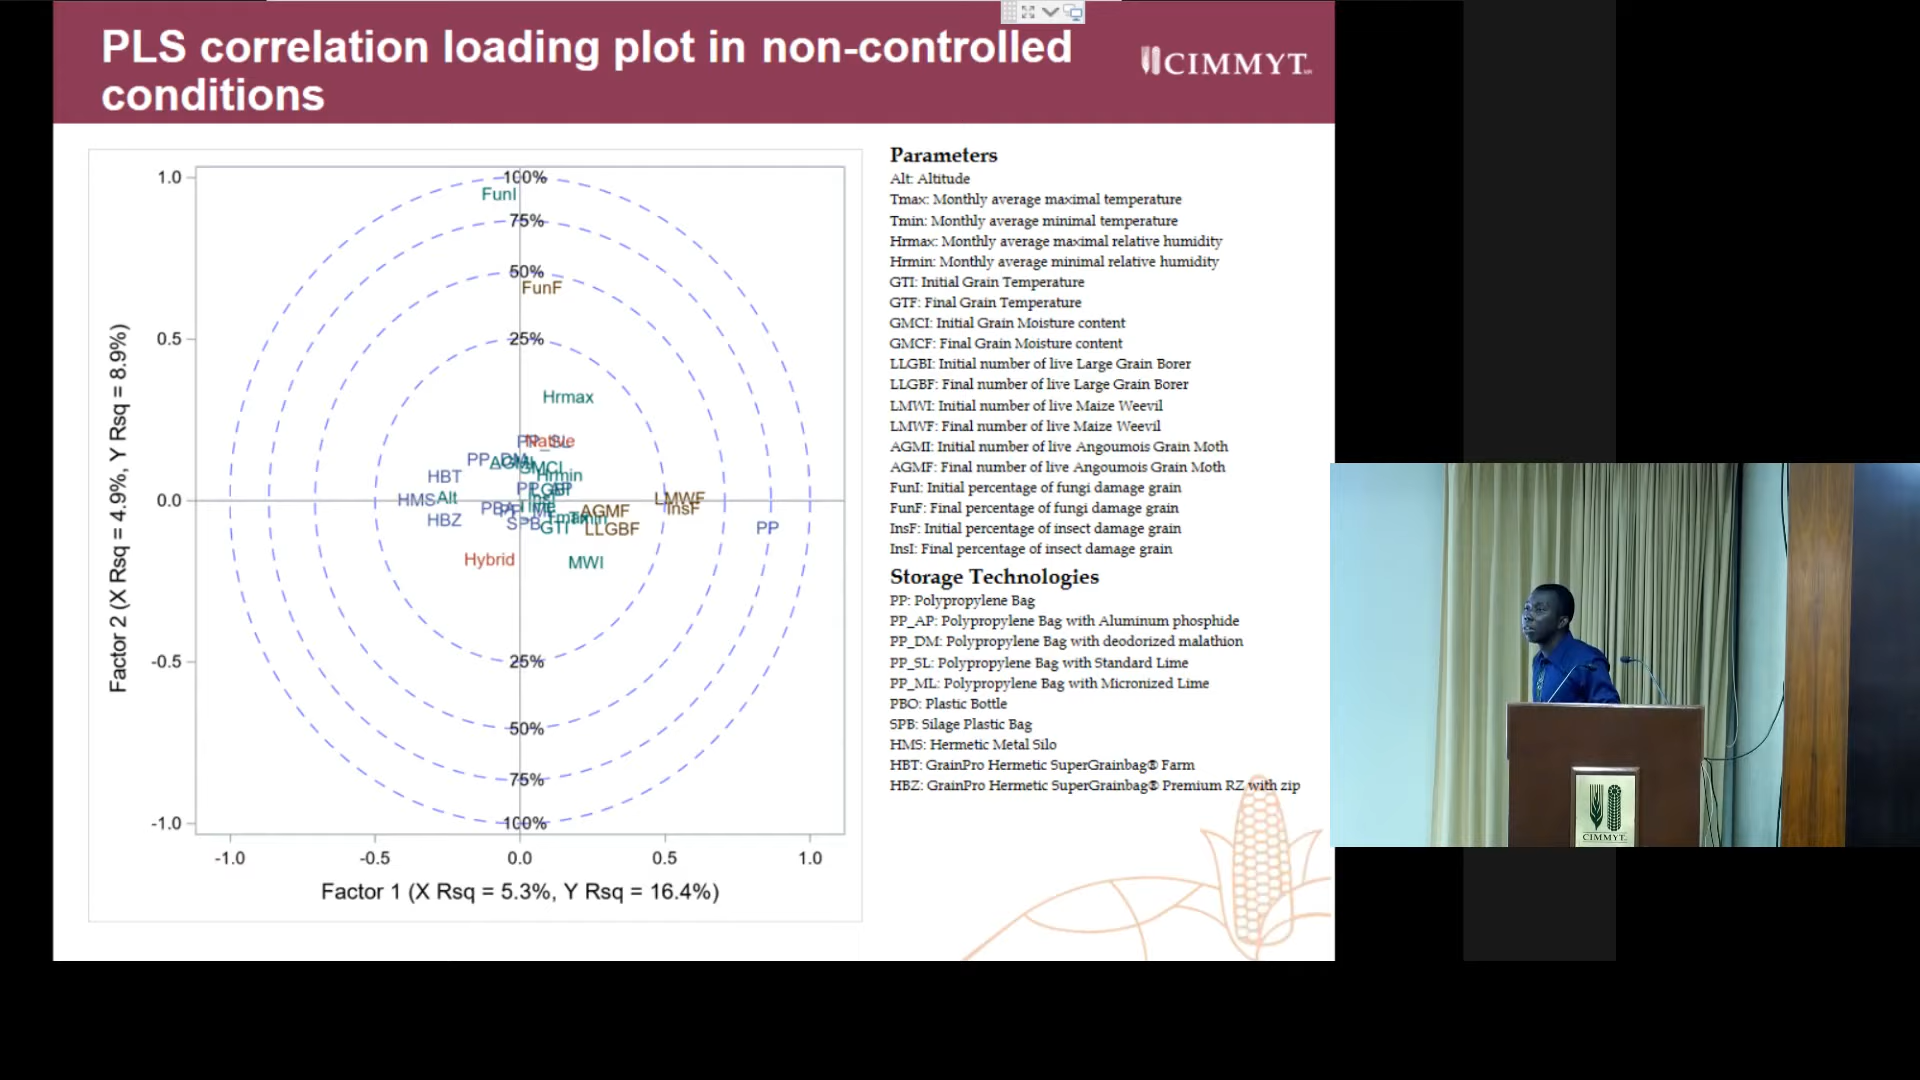 PLS correlation loading plot in non-controlled
conditions
CIMMYT
1.0
0.5
0.0
-0.5
-1.0
Factor 2 (X Rsq = 4.9%, Y Rsq = 8.9%)
100%
FunI
75%
50%
FunF
25%
Hrmax
Native
HBT
GMCI
Hrmin
HMS
Alt
LMWF
InsF
AGMF
HBZ
SPB
GTI
LLGBF
PP
Hybrid
MWI
25%
50%
75%
100%
-1.0
-0.5
0.0
0.5
1.0
Factor 1 (X Rsq = 5.3%, Y Rsq = 16.4%)
Parameters
Alt: Altitude
Tmax: Monthly average maximal temperature
Tmin: Monthly average minimal temperature
Hrmax: Monthly average maximal relative humidity
Hrmin: Monthly average minimal relative humidity
GTI: Initial Grain Temperature
GTF: Final Grain Temperature
GMCI: Initial Grain Moisture content
GMCF: Final Grain Moisture content
LLGBI: Initial number of live Large Grain Borer
LLGBF: Final number of live Large Grain Borer
LMWI: Initial number of live Maize Weevil
LMWF: Final number of live Maize Weevil
AGMI: Initial number of live Angoumois Grain Moth
AGMF: Final number of live Angoumois Grain Moth
FunI: Initial percentage of fungi damage grain
FunF: Final percentage of fungi damage grain
InsF: Initial percentage of insect damage grain
InsI: Final percentage of insect damage grain
Storage Technologies
PP: Polypropylene Bag
PP_AP: Polypropylene Bag with Aluminum phosphide
PP_DM: Polypropylene Bag with deodorized malathion
PP_SL: Polypropylene Bag with Standard Lime
PP_ML: Polypropylene Bag with Micronized Lime
PBO: Plastic Bottle
SPB: Silage Plastic Bag
HMS: Hermetic Metal Silo
HBT: GrainPro Hermetic SuperGrainbag® Farm
HBZ: GrainPro Hermetic SuperGrainbag® Premium RZ with zip
CIMMYT